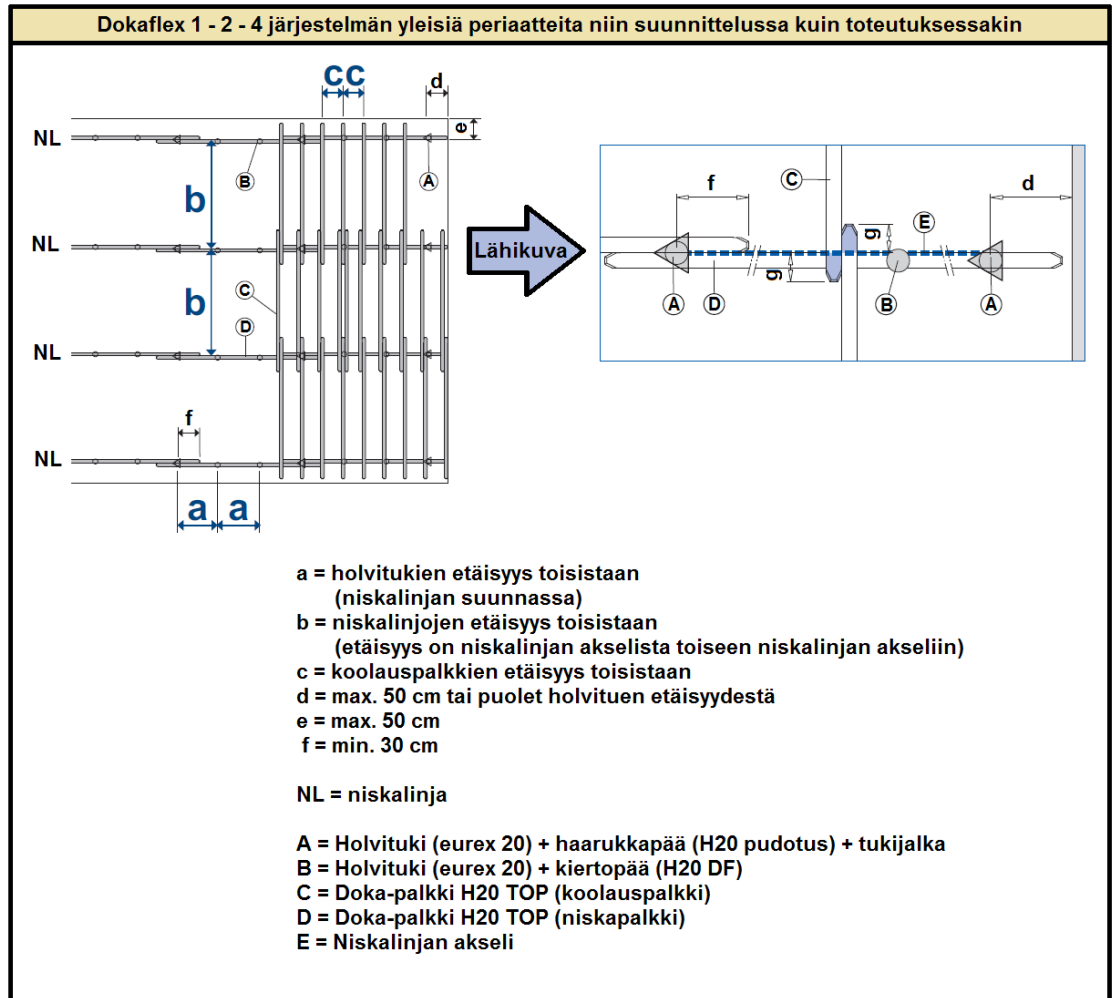 Dokaflex 1 - 2 - 4 järjestelmän yleisiä periaatteita niin suunnittelussa kuin toteutuksessakin
c c
d
e
NL
B
A
b
NL
b
C
D
NL
f
NL
a a
Lähikuva
f
C
d
g
E
g
A
D
B
A
a = holvitukien etäisyys toisistaan
(niskalinjan suunnassa)
b = niskalinjojen etäisyys toisistaan
(etäisyys on niskalinjan akselista toiseen niskalinjan akseliin)
c = koolauspalkkien etäisyys toisistaan
d = max. 50 cm tai puolet holvituen etäisyydestä
e = max. 50 cm
f = min. 30 cm
NL = niskalinja
A = Holvituki (eurex 20) + haarukkapää (H20 pudotus) + tukijalka
B = Holvituki (eurex 20) + kiertopää (H20 DF)
C = Doka-palkki H20 TOP (koolauspalkki)
D = Doka-palkki H20 TOP (niskapalkki)
E = Niskalinjan akseli